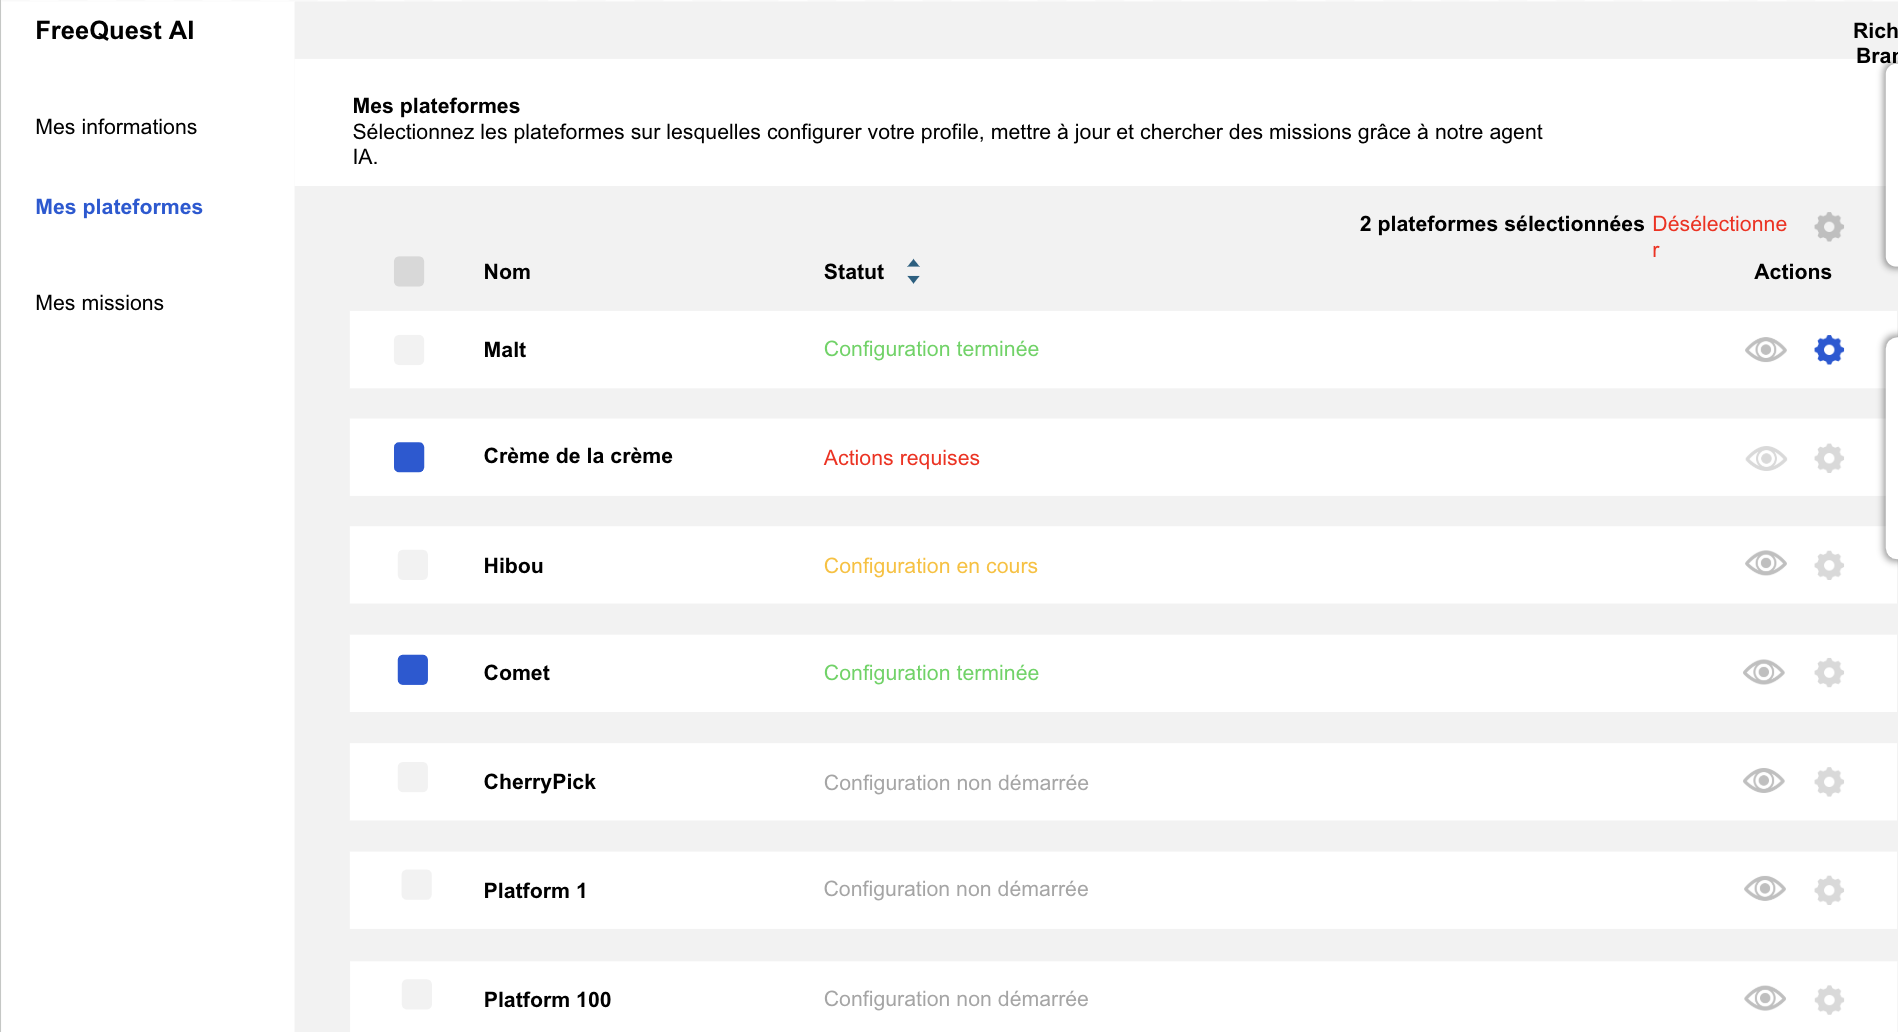 FreeQuest AI
Rich
Bran
Mes informations
Mes plateformes
Mes missions
Mes plateformes
Sélectionnez les plateformes sur lesquelles configurer votre profile, mettre à jour et chercher des missions grâce à notre agent
IA.
2 plateformes sélectionnées Désélectionne
r
Nom Statut Actions
Malt Configuration terminée
Crème de la crème Actions requises
Hibou Configuration en cours
Comet Configuration terminée
CherryPick Configuration non démarrée
Platform 1 Configuration non démarrée
Platform 100 Configuration non démarrée